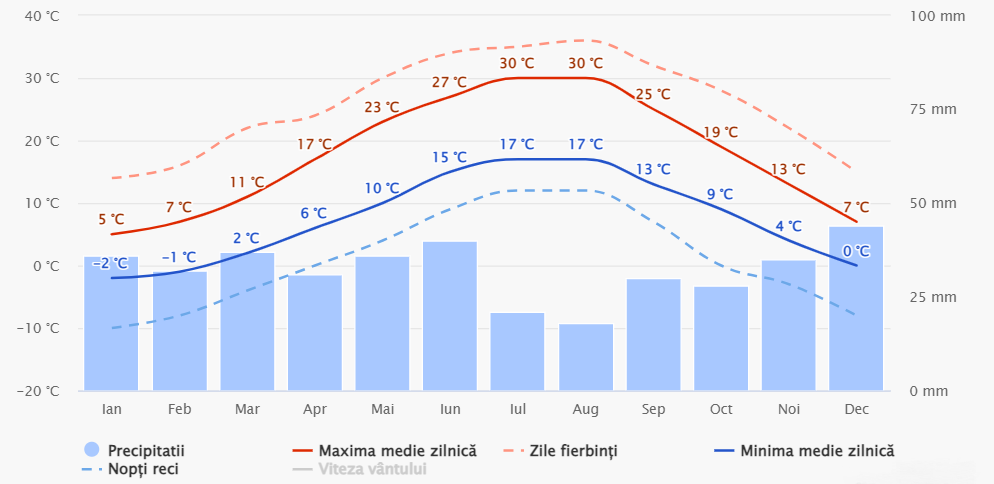 40 °C
100 mm
30 °C
75 mm
20 °C
50 mm
10 °C
0 °C
25 mm
−10 °C
−20 °C
0 mm
5 °C 7 °C 11 °C 17 °C 23 °C 27 °C 30 °C 30 °C 25 °C 19 °C 13 °C 7 °C
−2 °C −1 °C 2 °C 6 °C 10 °C 15 °C 17 °C 17 °C 13 °C 9 °C 4 °C 0 °C
Ian Feb Mar Apr Mai Iun Iul Aug Sep Oct Noi Dec
Precipitatii Maxima medie zilnică Zile fierbinți Minima medie zilnică
Nopți reci Viteza vântului